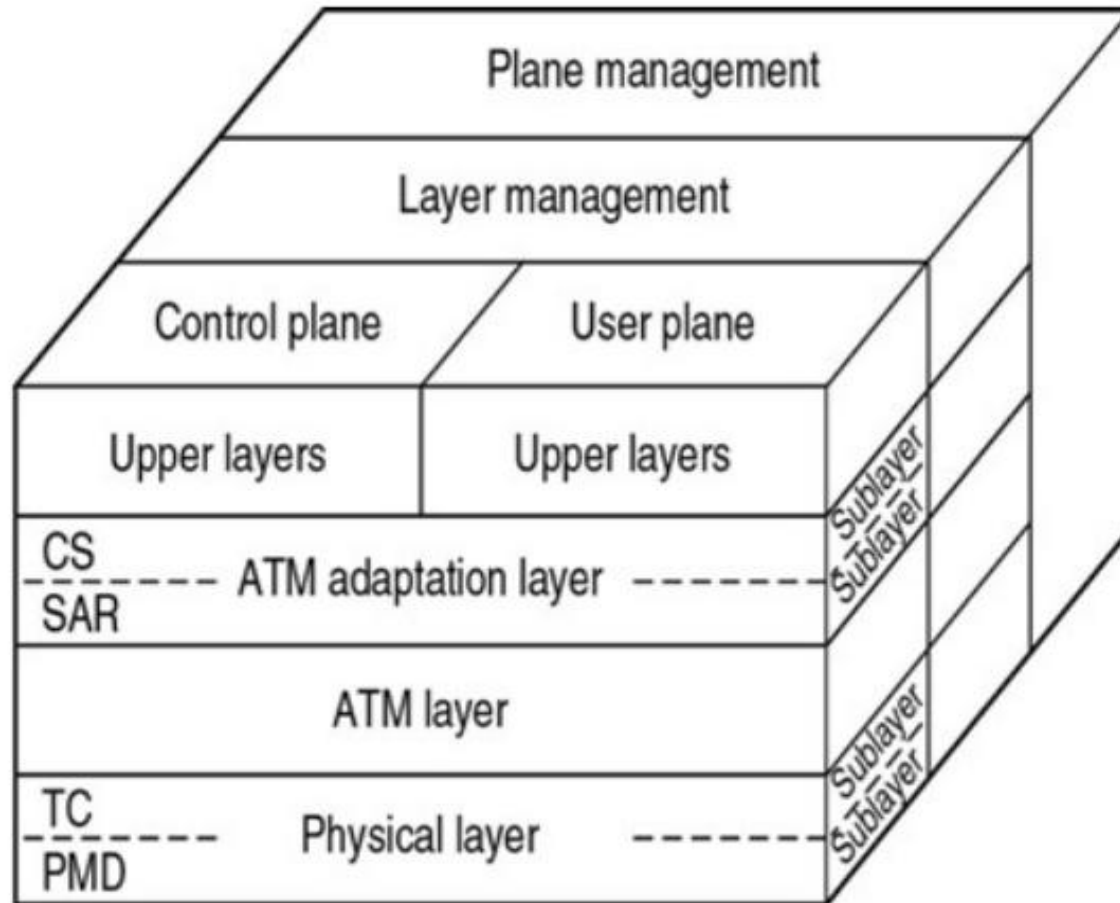 Plane management
Layer management
Control plane
User plane
Upper layers
Upper layers
CS
ATM adaptation layer
SAR
Sublayer
Sublayer
ATM layer
TC
Physical layer
PMD
Sublayer
Sublayer